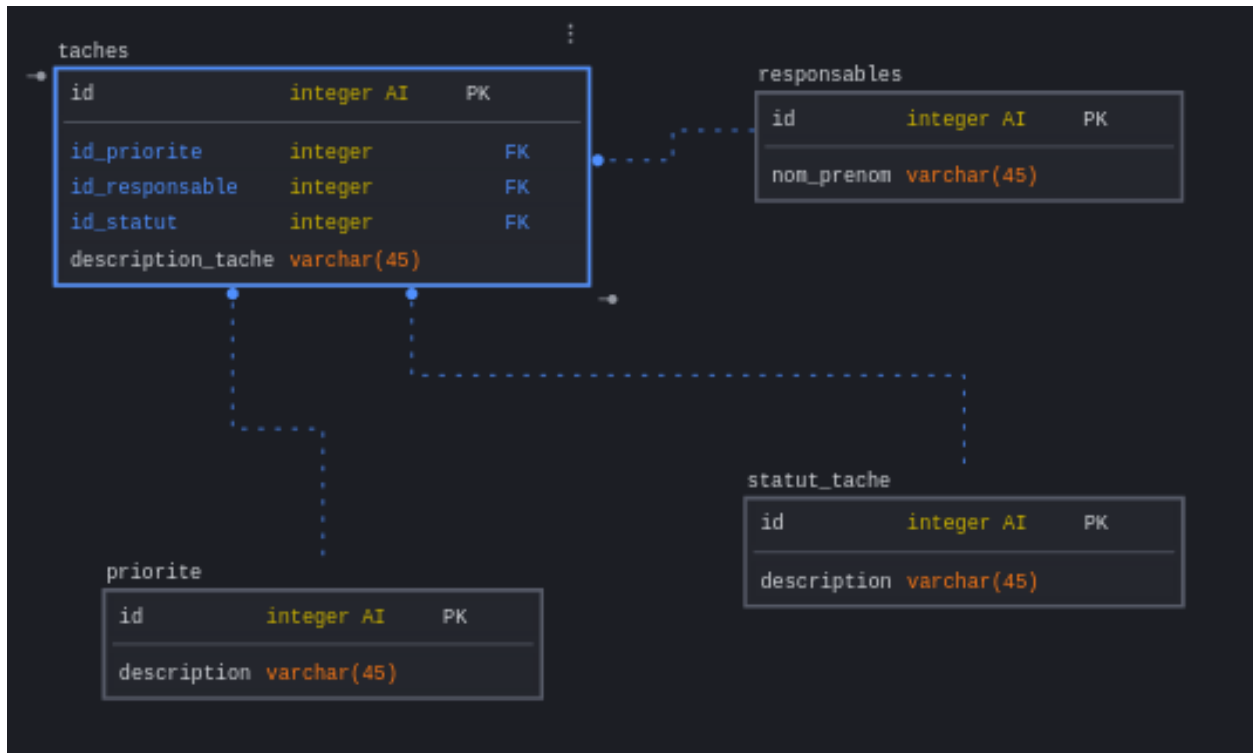 taches
id integer AI PK
id_priorite integer FK
id_responsable integer FK
id_statut integer FK
description_tache varchar(45)
responsables
id integer AI PK
nom_prenom varchar(45)
statut_tache
id integer AI PK
description varchar(45)
priorite
id integer AI PK
description varchar(45)